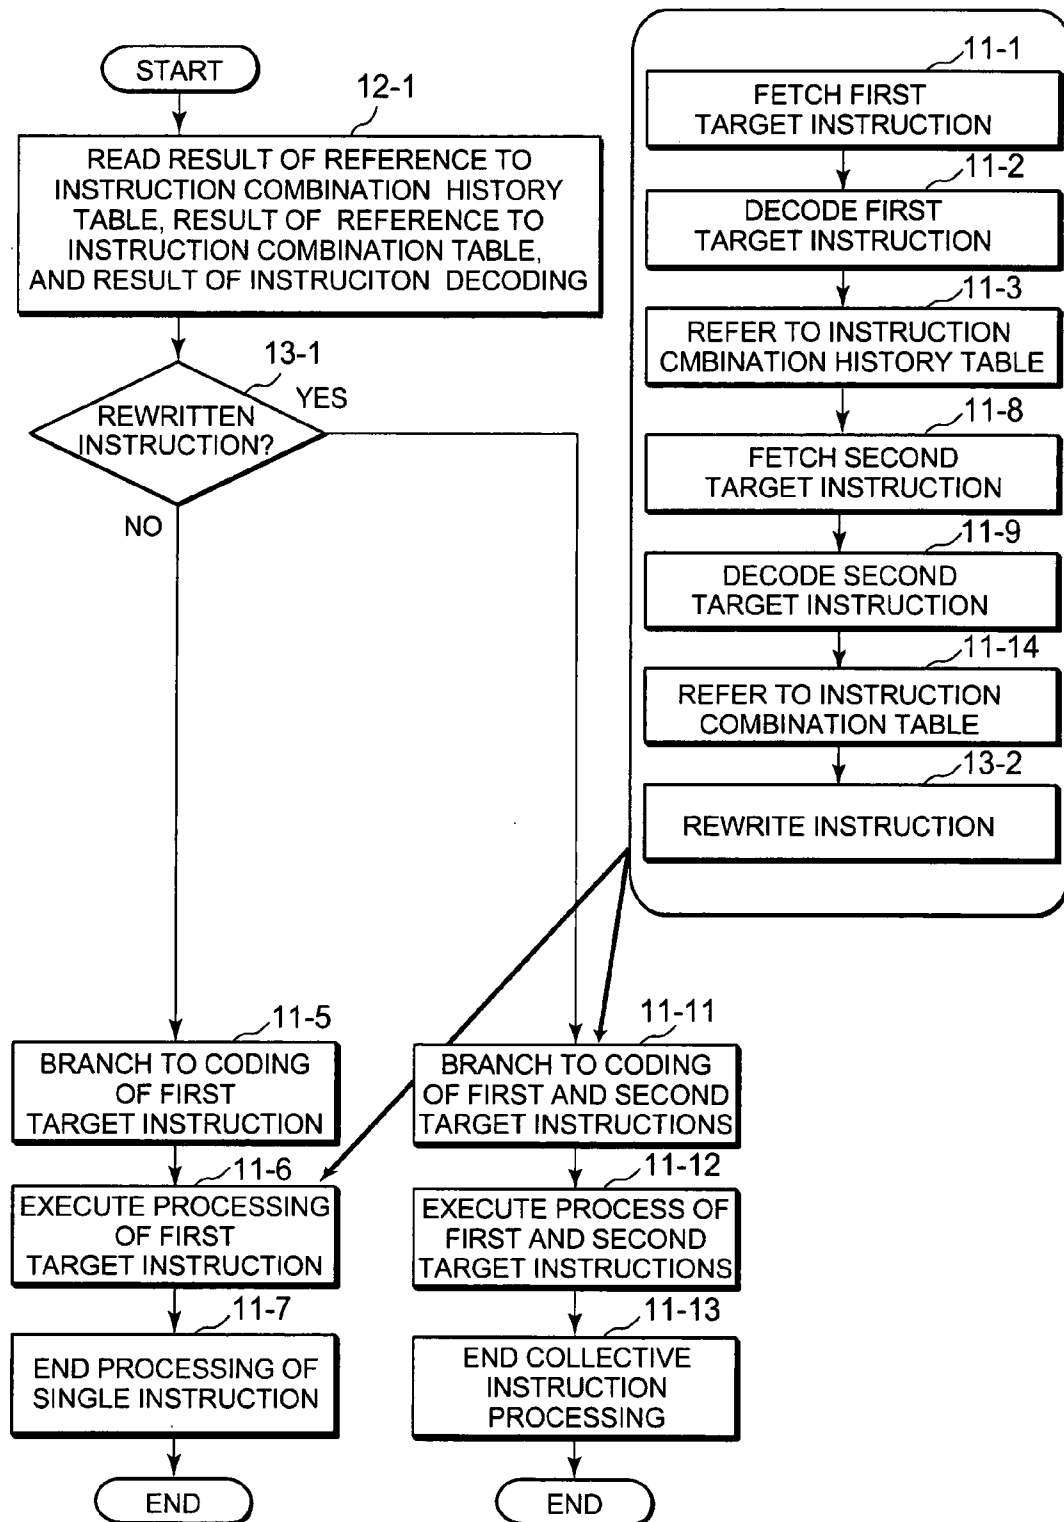 START
12-1
READ RESULT OF REFERENCE TO
INSTRUCTION COMBINATION HISTORY
TABLE, RESULT OF REFERENCE TO
INSTRUCTION COMBINATION TABLE,
AND RESULT OF INSTRUCITON DECODING
13-1
REWRITTEN
INSTRUCTION?
YES
NO
11-5
BRANCH TO CODING
OF FIRST
TARGET INSTRUCTION
11-6
EXECUTE PROCESSING
OF FIRST
TARGET INSTRUCTION
11-7
END PROCESSING OF
SINGLE INSTRUCTION
END
11-11
BRANCH TO CODING
OF FIRST AND SECOND
TARGET INSTRUCTIONS
11-12
EXECUTE PROCESS OF
FIRST AND SECOND
TARGET INSTRUCTIONS
11-13
END COLLECTIVE
INSTRUCTION
PROCESSING
END
11-1
FETCH FIRST
TARGET INSTRUCTION
11-2
DECODE FIRST
TARGET INSTRUCTION
11-3
REFER TO INSTRUCTION
CMBINATION HISTORY TABLE
11-8
FETCH SECOND
TARGET INSTRUCTION
11-9
DECODE SECOND
TARGET INSTRUCTION
11-14
REFER TO INSTRUCTION
COMBINATION TABLE
13-2
REWRITE INSTRUCTION